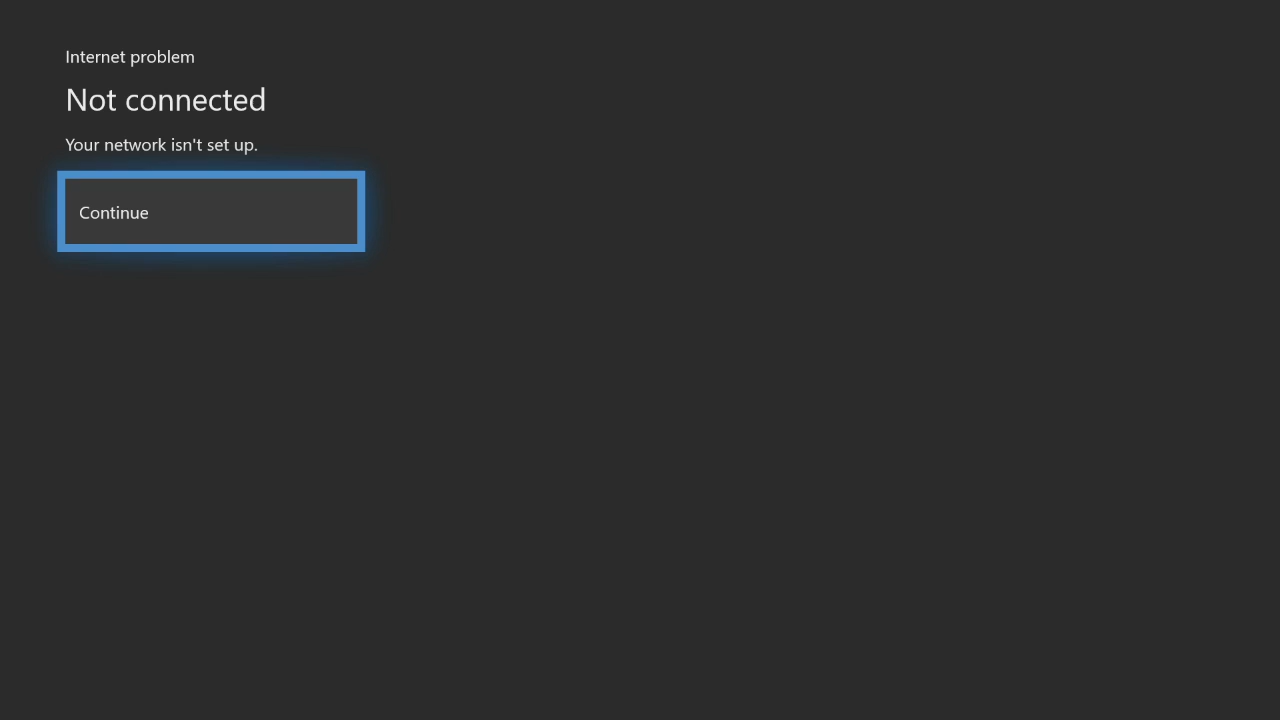 Internet problem
Not connected
Your network isn't set up.
Continue